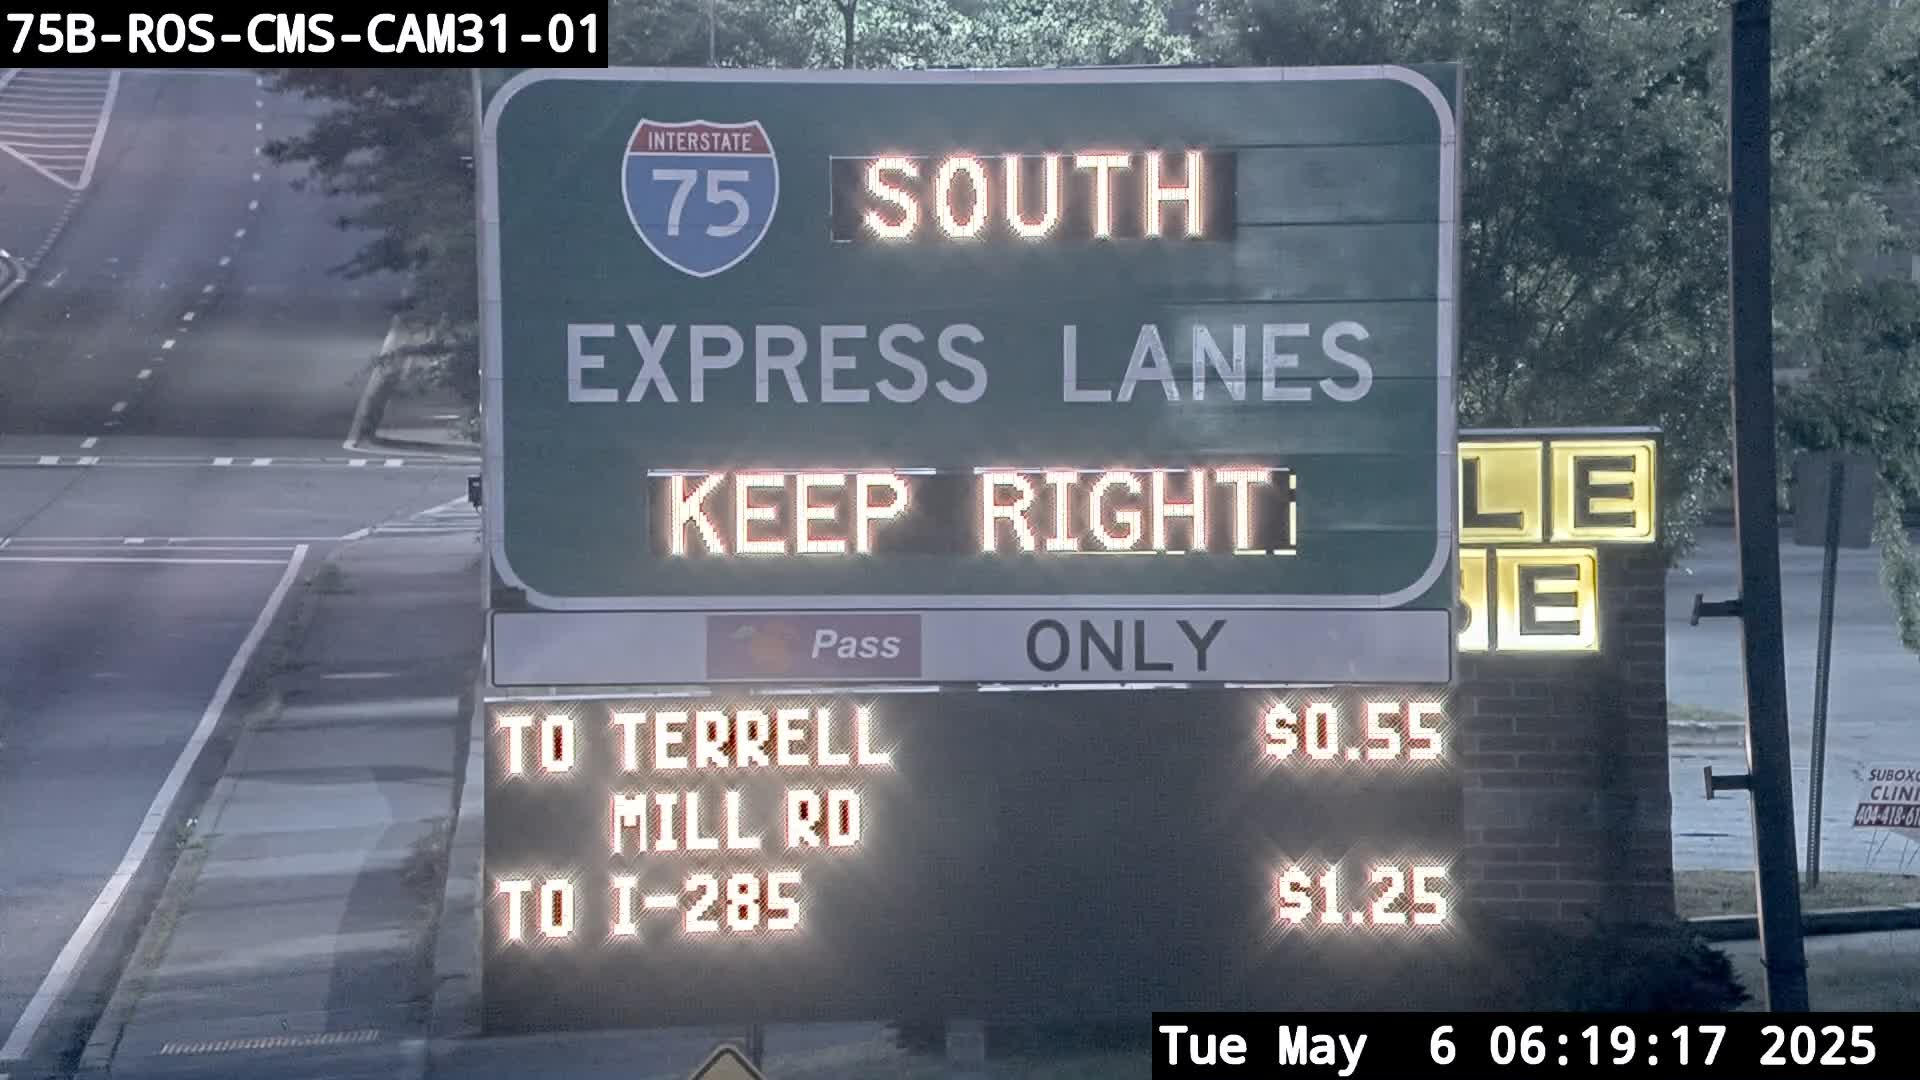 75B-ROS-CMS-CAM31-01
INTERSTATE
75
SOUTH
EXPRESS LANES
KEEP RIGHT
Pass ONLY
TO TERRELL $0.55
MILL RD
TO I-285 $1.25
LE
E
Tue May 6 06:19:17 2025